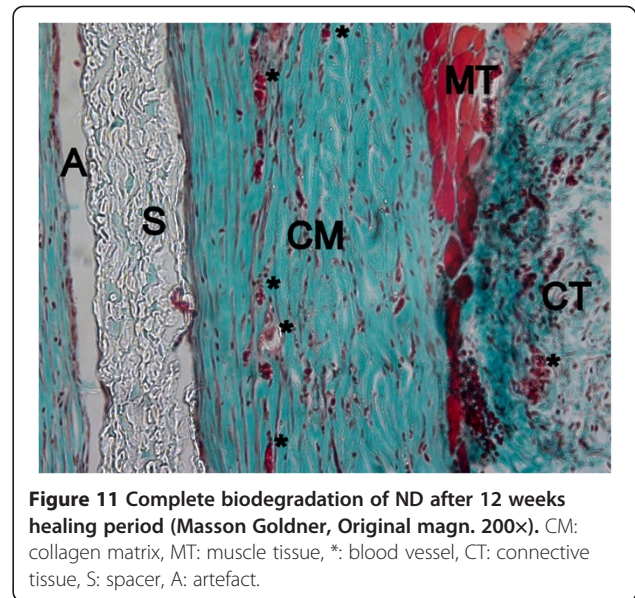 *
*
MT
A
S
CM
CT
*
*
*
*
Figure 11 Complete biodegradation of ND after 12 weeks
healing period (Masson Goldner, Original magn. 200×). CM:
collagen matrix, MT: muscle tissue, *: blood vessel, CT: connective
tissue, S: spacer, A: artefact.